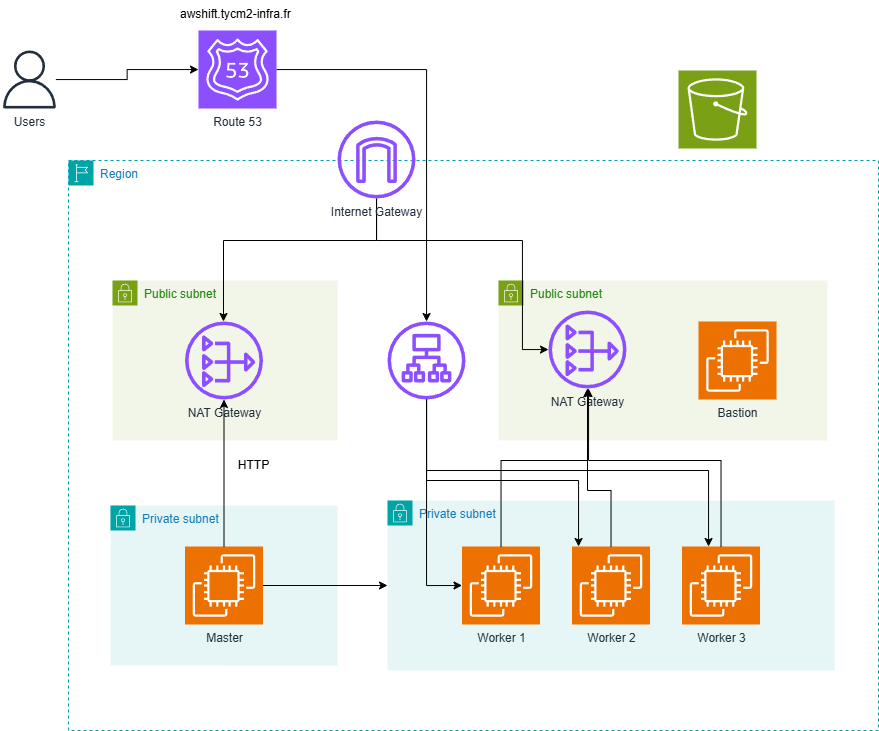 awshift.tycm2-infra.fr
53
Users
Route 53
Region
Internet Gateway
Public subnet
Public subnet
NAT Gateway
NAT Gateway
Bastion
HTTP
Private subnet
Private subnet
Master
Worker 1
Worker 2
Worker 3